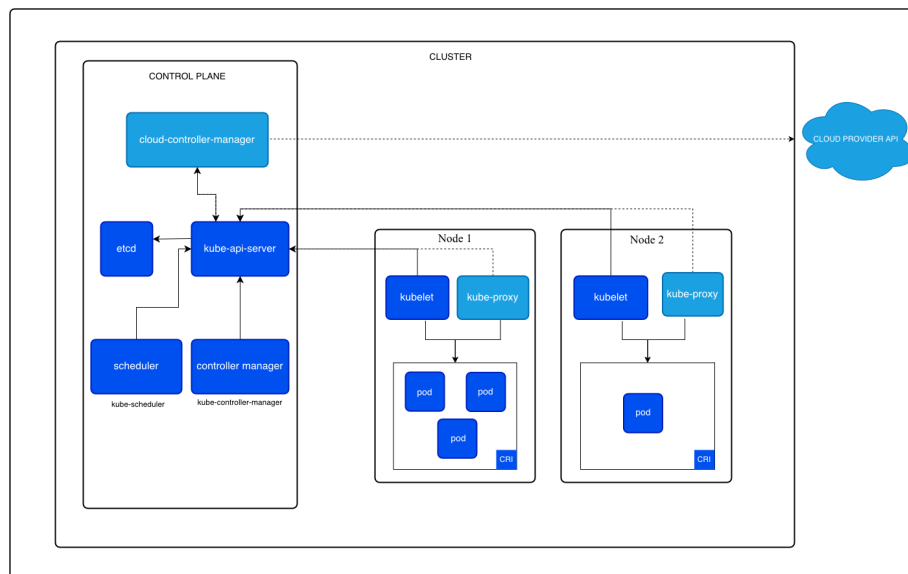 CLUSTER
CONTROL PLANE
cloud-controller-manager
CLOUD PROVIDER API
etcd
kube-api-server
scheduler
kube-scheduler
controller manager
kube-controller-manager
Node 1
kubelet
kube-proxy
pod
pod
pod
CRI
Node 2
kubelet
kube-proxy
pod
CRI